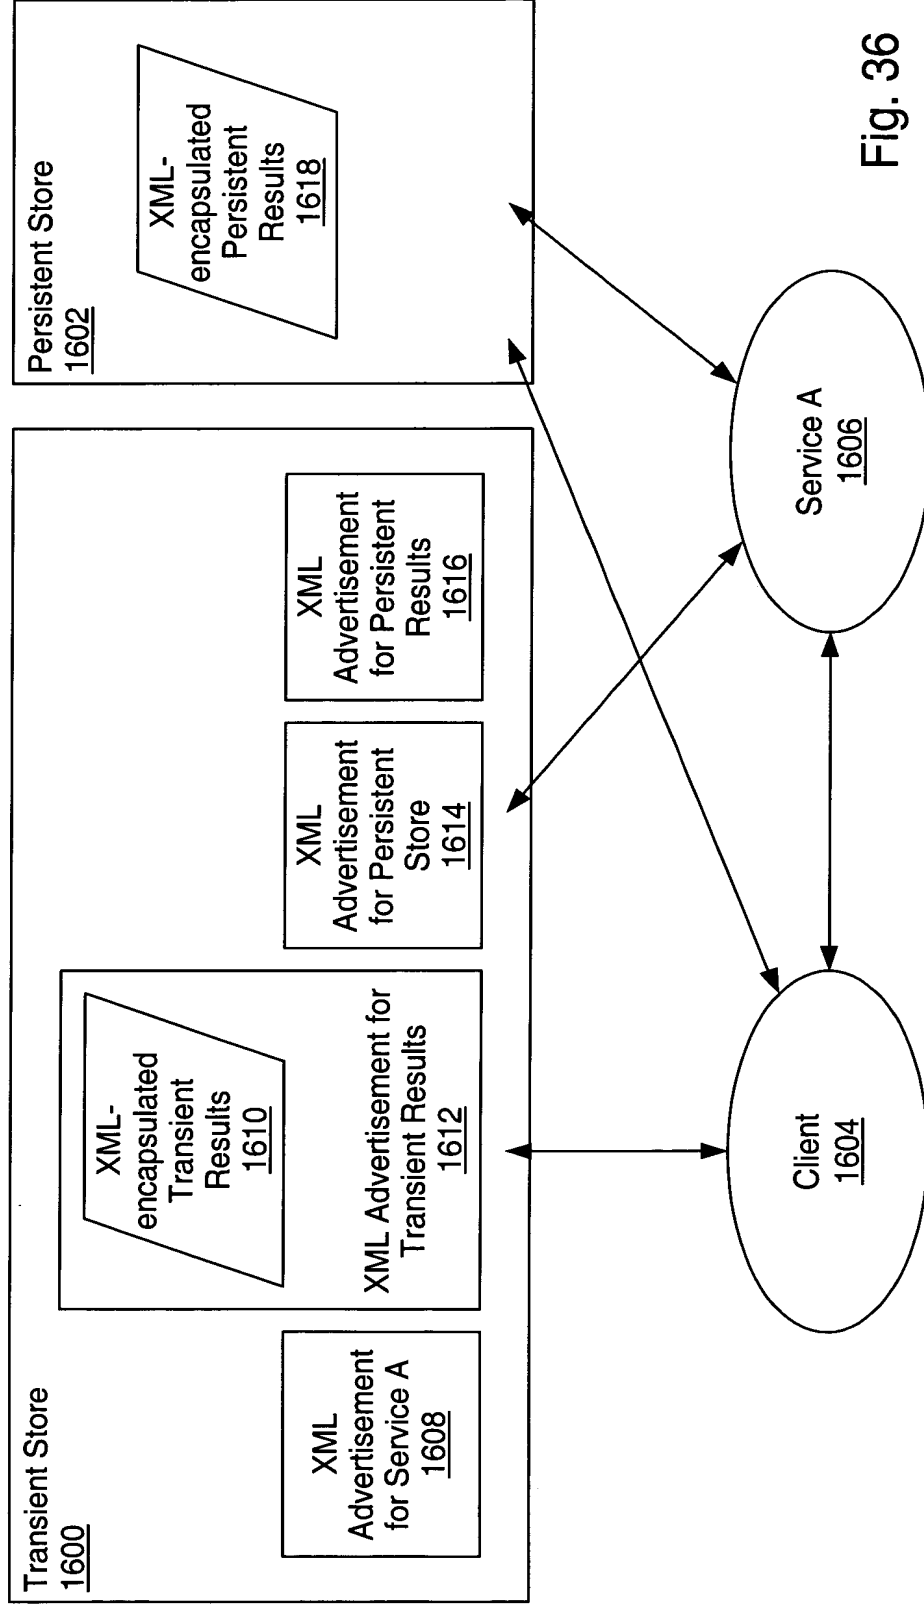 Transient Store
1600
XML
Advertisement
for Service A
1608
XML-
encapsulated
Transient
Results
1610
XML Advertisement for
Transient Results
1612
XML
Advertisement
for Persistent
Store
1614
XML
Advertisement
for Persistent
Results
1616
Persistent Store
1602
XML-
encapsulated
Persistent
Results
1618
Client
1604
Service A
1606
Fig. 36